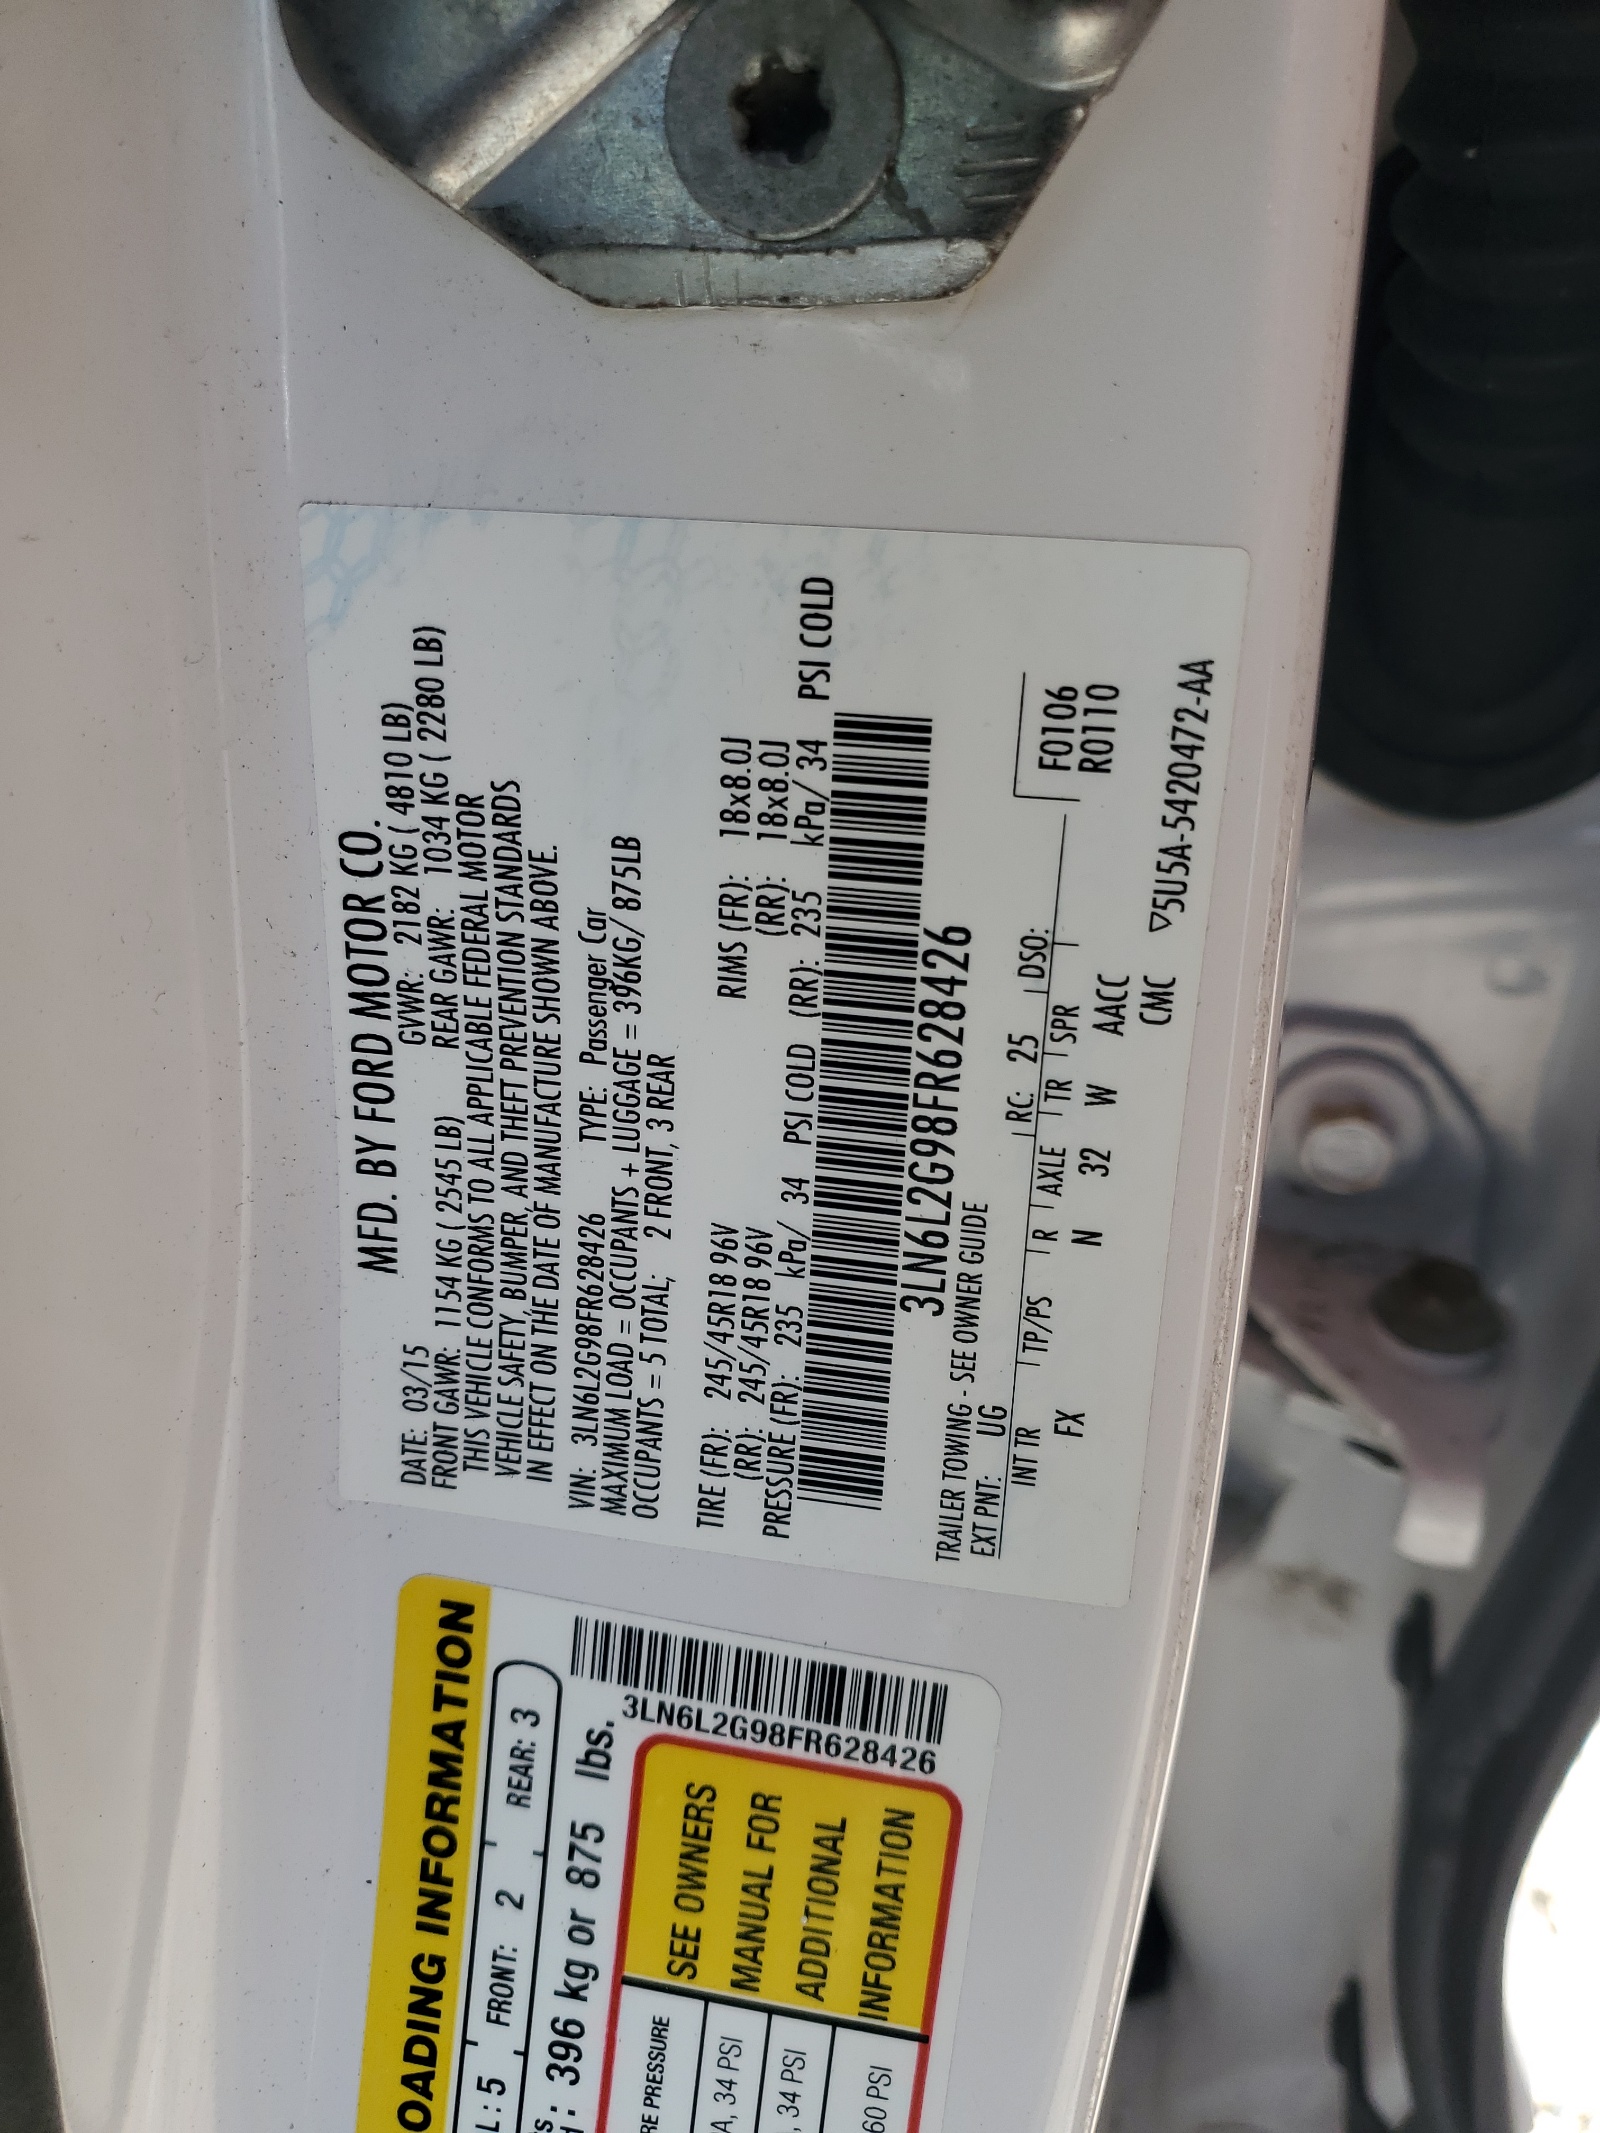 MFD. BY FORD MOTOR CO.
DATE: 03/15 GVWR: 2182 KG ( 4810 LB)
FRONT GAWR: 1154 KG ( 2545 LB) REAR GAWR: 1034 KG ( 2280 LB)
THIS VEHICLE CONFORMS TO ALL APPLICABLE FEDERAL MOTOR
VEHICLE SAFETY, BUMPER, AND THEFT PREVENTION STANDARDS
IN EFFECT ON THE DATE OF MANUFACTURE SHOWN ABOVE.
VIN: 3LN6L2G98FR628426 TYPE: Passenger Car
MAXIMUM LOAD = OCCUPANTS + LUGGAGE = 396KG/ 875LB
OCCUPANTS = 5 TOTAL; 2 FRONT, 3 REAR
TIRE (FR): 245/45R18 96V RIMS (FR): 18x8.0J
(RR): 245/45R18 96V (RR): 18x8.0J
PRESSURE (FR): 235 kPa/ 34 PSI COLD (RR): 235 kPa/ 34 PSI COLD
3LN6L2G98FR628426
TRAILER TOWING - SEE OWNER GUIDE
EXT PNT: UG RC: 25 DSO:
INT TR TP/PS R AXLE TR SPR
FX N 32 W AACC
F0106
R0110
CMC
▽5U5A-5420472-AA
OADING INFORMATION
L: 5 FRONT: 2 REAR: 3
: 396 kg or 875 lbs.
3LN6L2G98FR628426
RE PRESSURE
A, 34 PSI
, 34 PSI
60 PSI
SEE OWNERS
MANUAL FOR
ADDITIONAL
INFORMATION